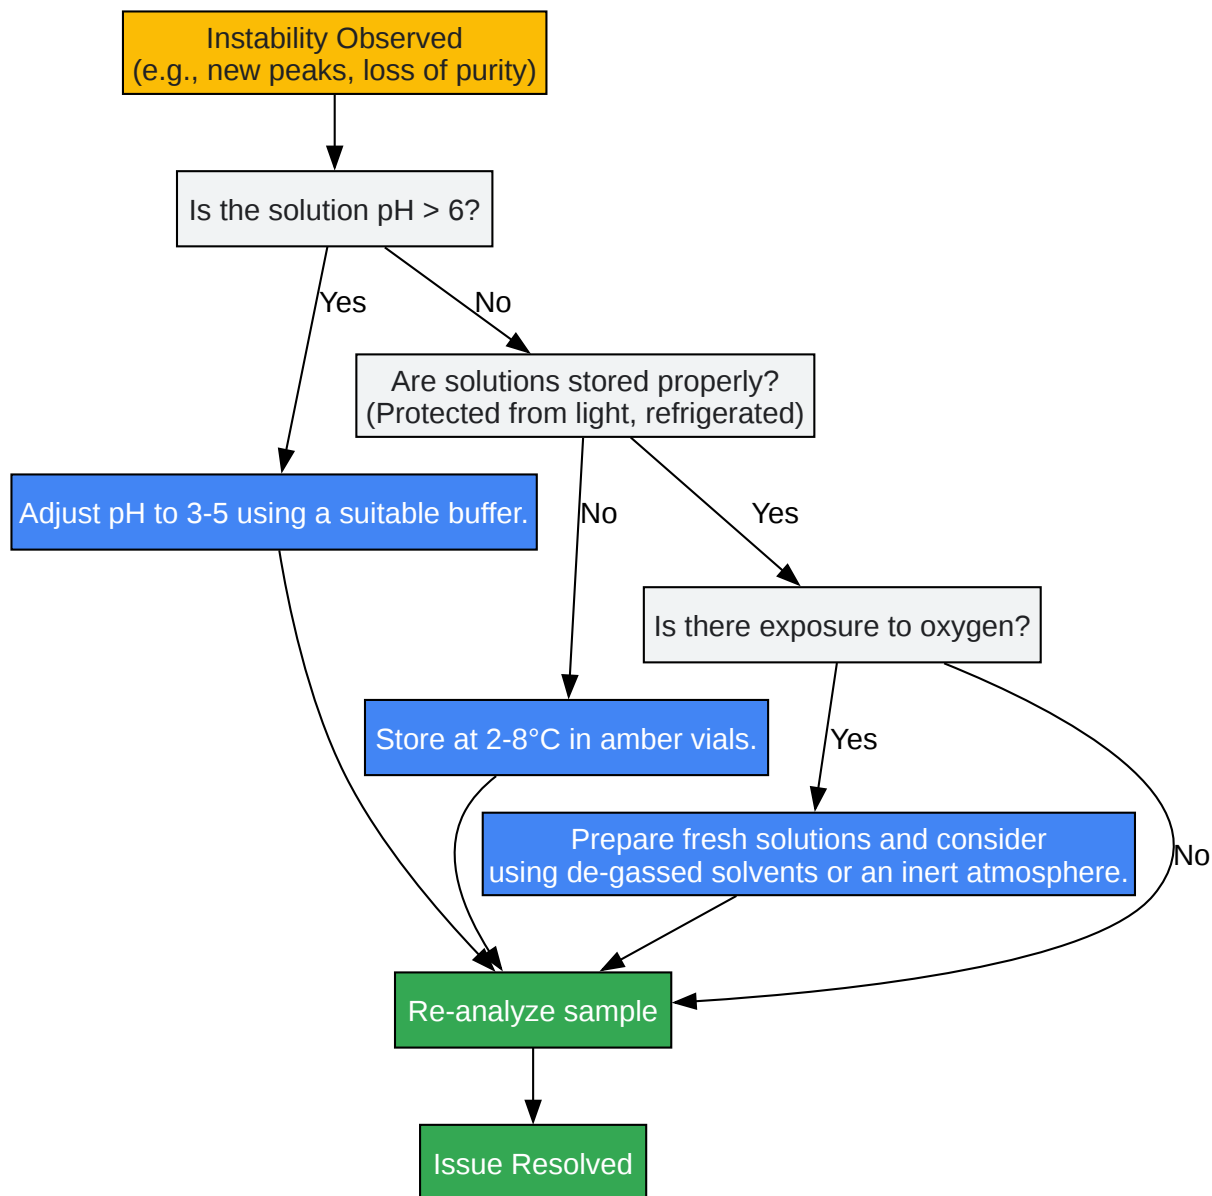 Instability Observed
(e.g., new peaks, loss of purity)
Is the solution pH > 6?
Yes
No
Are solutions stored properly?
(Protected from light, refrigerated)
Adjust pH to 3-5 using a suitable buffer.
No
Yes
Is there exposure to oxygen?
Store at 2-8°C in amber vials.
Yes
Prepare fresh solutions and consider
using de-gassed solvents or an inert atmosphere.
No
Re-analyze sample
Issue Resolved